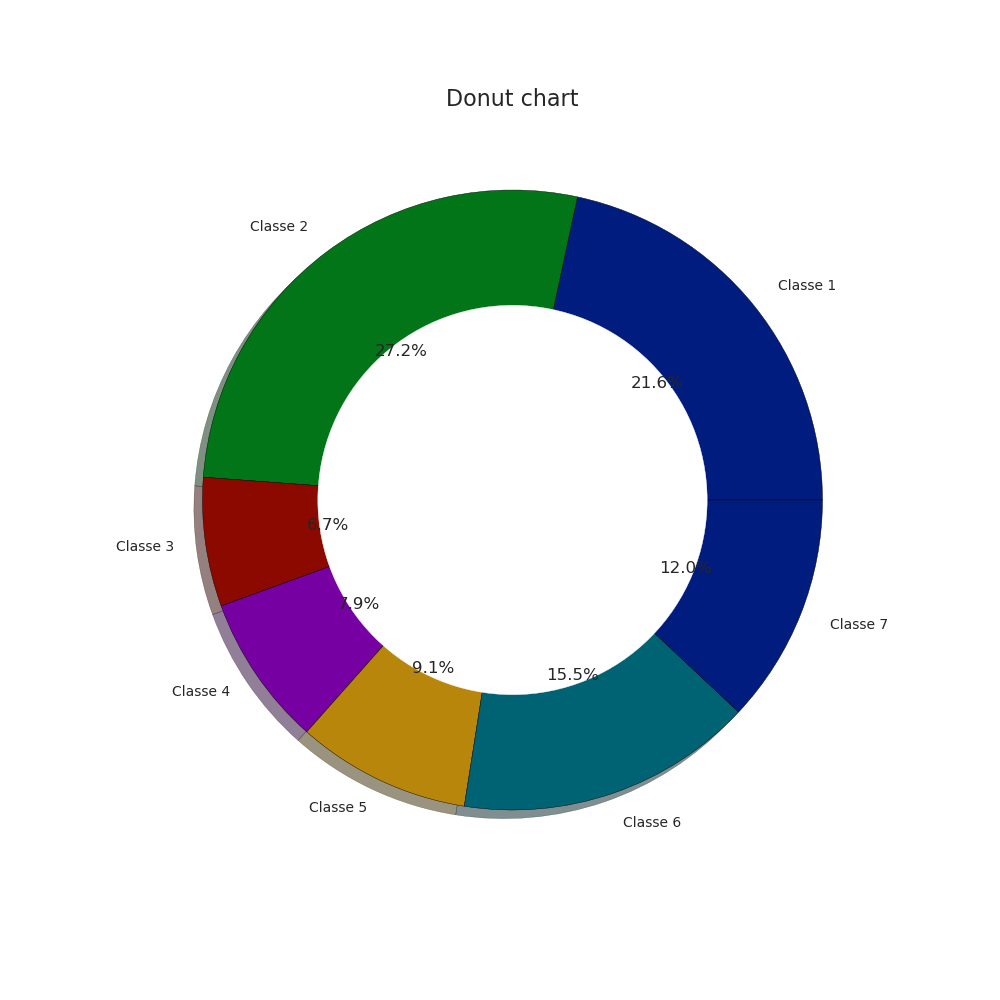 Donut chart
Classe 1
21.6%
Classe 2
27.2%
Classe 3
6.7%
Classe 4
7.9%
Classe 5
9.1%
Classe 6
15.5%
Classe 7
12.0%